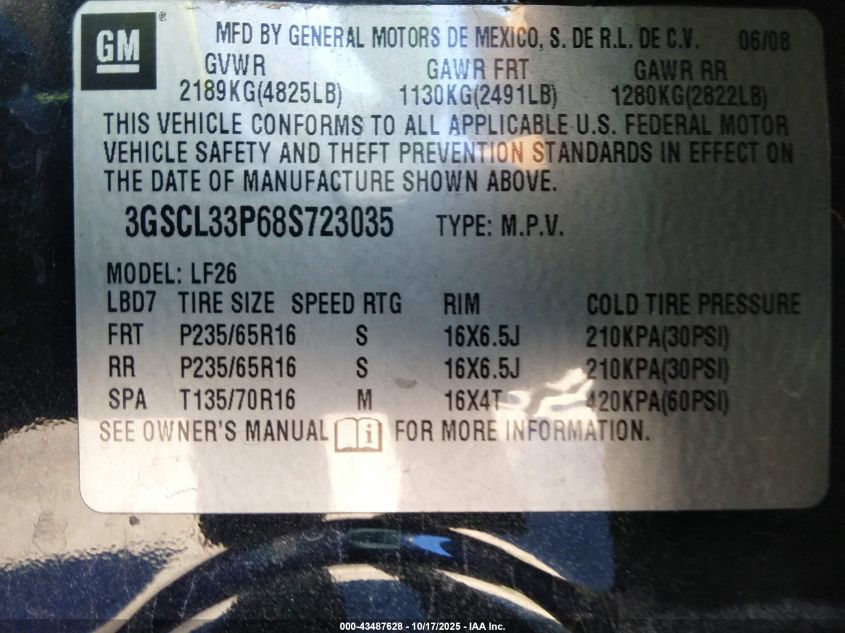 GM ® MFD BY GENERAL MOTORS DE MEXICO, S. DE R.L. DE C.V. 06/08
GVWR GAWR FRT GAWR RR
2189KG(4825LB) 1130KG(2491LB) 1280KG(2822LB)
THIS VEHICLE CONFORMS TO ALL APPLICABLE U.S. FEDERAL MOTOR
VEHICLE SAFETY AND THEFT PREVENTION STANDARDS IN EFFECT ON
THE DATE OF MANUFACTURE SHOWN ABOVE.
3GSCL33P68S723035 TYPE: M.P.V.
MODEL: LF26
LBD7 TIRE SIZE SPEED RTG RIM COLD TIRE PRESSURE
FRT P235/65R16 S 16X6.5J 210KPA(30PSI)
RR P235/65R16 S 16X6.5J 210KPA(30PSI)
SPA T135/70R16 M 16X4T 420KPA(60PSI)
SEE OWNER'S MANUAL i FOR MORE INFORMATION.
000-43487628 - 10/17/2025 - IAA Inc.